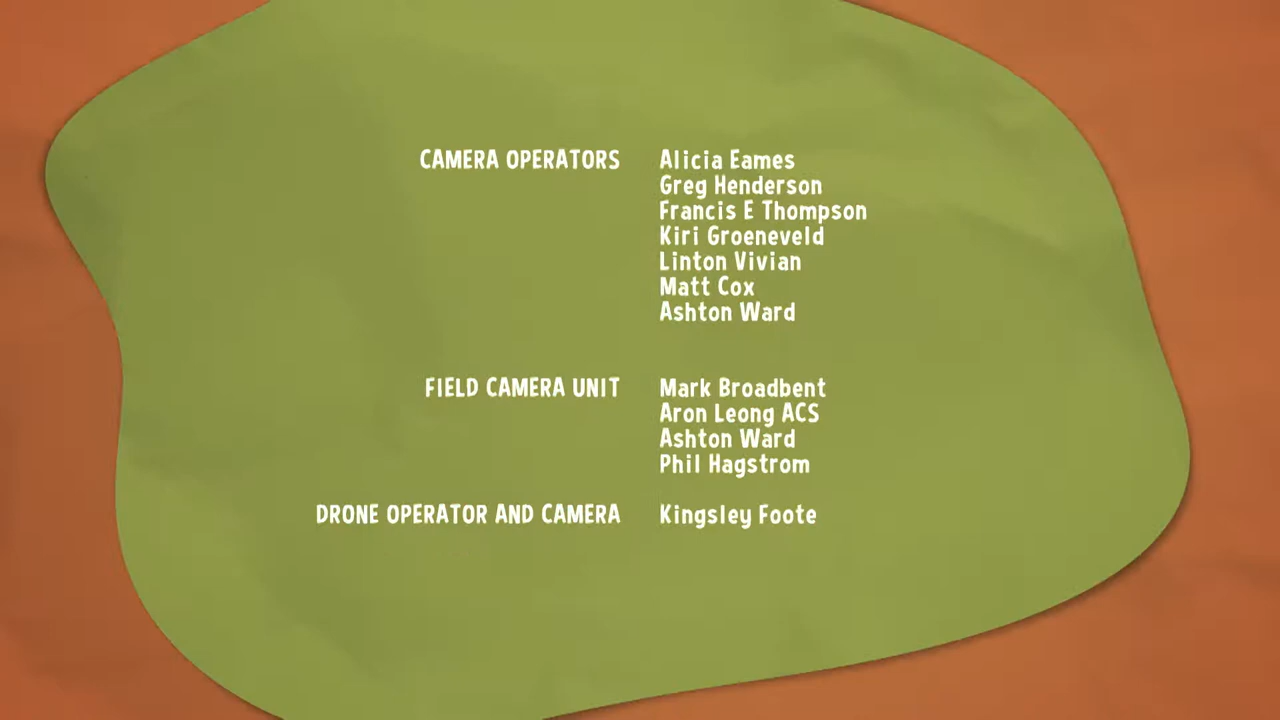 CAMERA OPERATORS Alicia Eames
Greg Henderson
Francis E Thompson
Kiri Groeneveld
Linton Vivian
Matt Cox
Ashton Ward
FIELD CAMERA UNIT Mark Broadbent
Aron Leong ACS
Ashton Ward
Phil Hagstrom
DRONE OPERATOR AND CAMERA Kingsley Foote